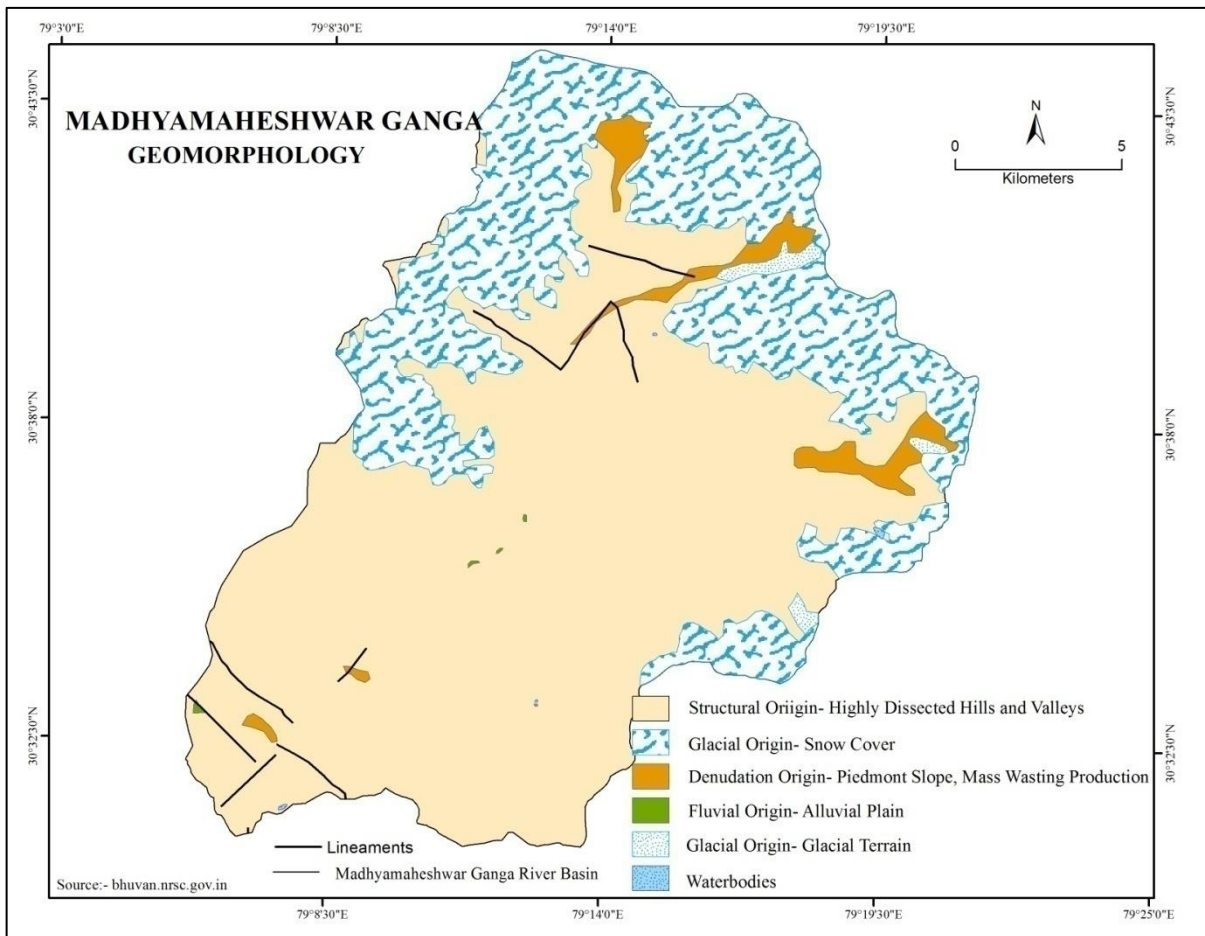 79°3'0"E
79°8'30"E
79°14'0"E
79°19'30"E
30°43'30"N
30°43'30"N
MADHYAMAHESHWAR GANGA
GEOMORPHOLOGY
N
0 5
Kilometers
30°38'0"N
30°38'0"N
30°32'30"N
30°32'30"N
Structural Oriigin- Highly Dissected Hills and Valleys
Glacial Origin- Snow Cover
Denudation Origin- Piedmont Slope, Mass Wasting Production
Fluvial Origin- Alluvial Plain
Glacial Origin- Glacial Terrain
Waterbodies
Lineaments
Madhyamaheshwar Ganga River Basin
Source:- bhuvan.nrsc.gov.in
79°8'30"E
79°14'0"E
79°19'30"E
79°25'0"E